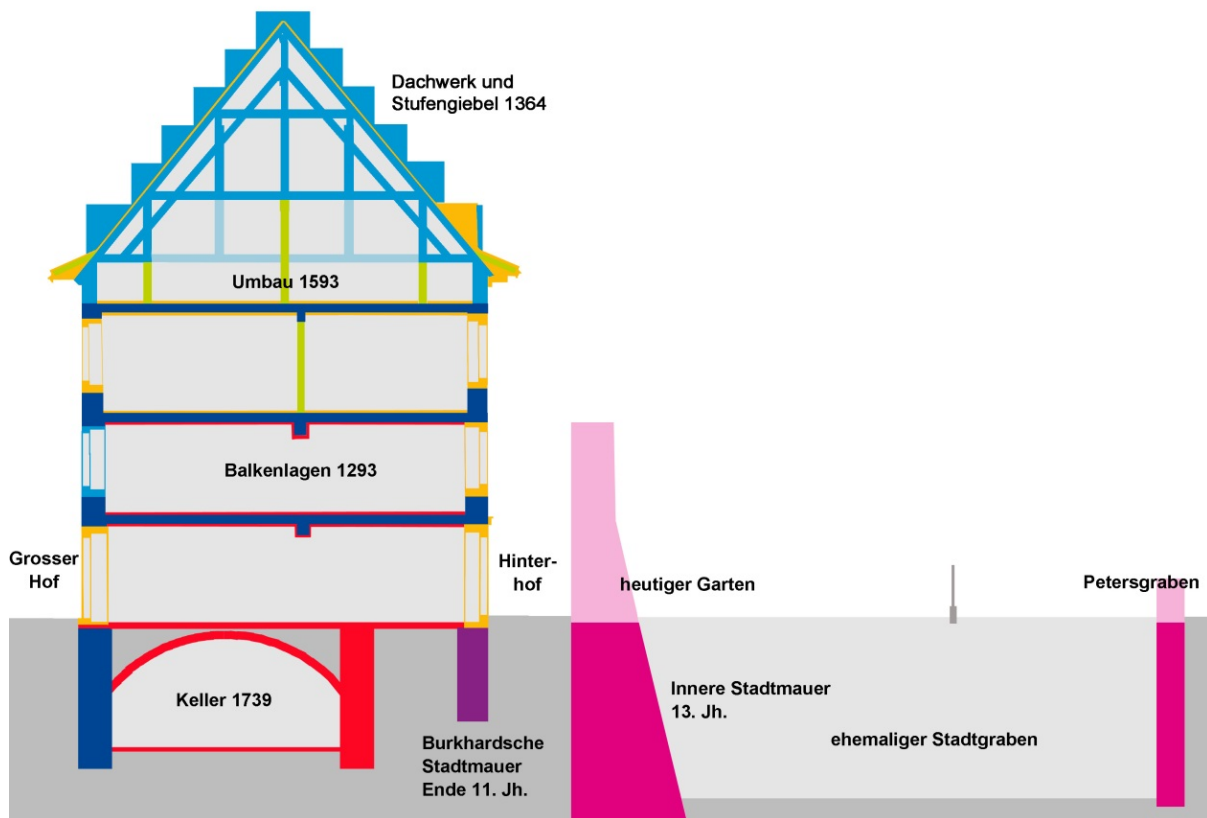 Dachwerk und
Stufengiebel 1364
Umbau 1593
Balkenlagen 1293
Grosser
Hof
Hinter-
hof
heutiger Garten
Petersgraben
Keller 1739
Innere Stadtmauer
13. Jh.
ehemaliger Stadtgraben
Burkhardsche
Stadtmauer
Ende 11. Jh.